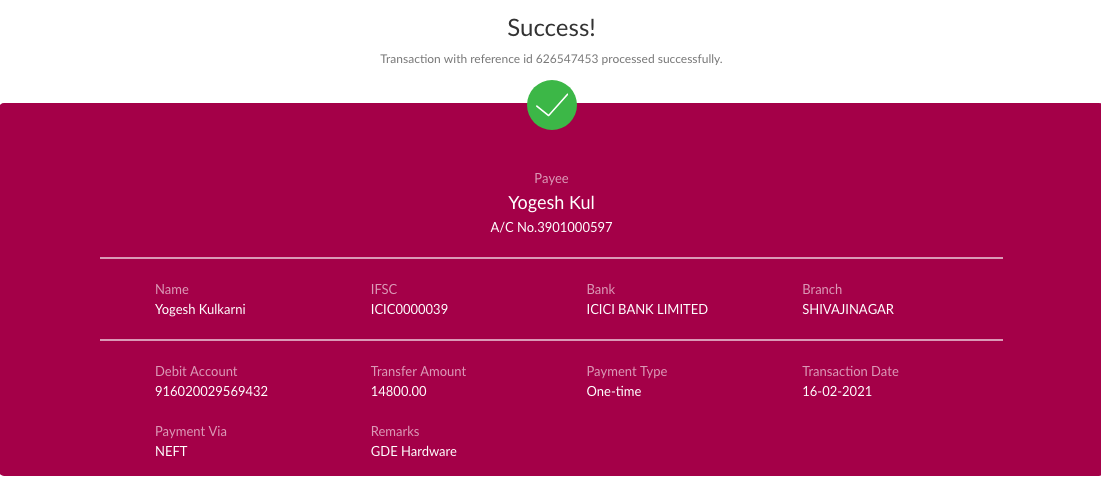 Success!
Transaction with reference id 626547453 processed successfully.
Payee
Yogesh Kul
A/C No.3901000597
Name IFSC Bank Branch
Yogesh Kulkarni ICIC0000039 ICICI BANK LIMITED SHIVAJINAGAR
Debit Account Transfer Amount Payment Type Transaction Date
916020029569432 14800.00 One-time 16-02-2021
Payment Via Remarks
NEFT GDE Hardware